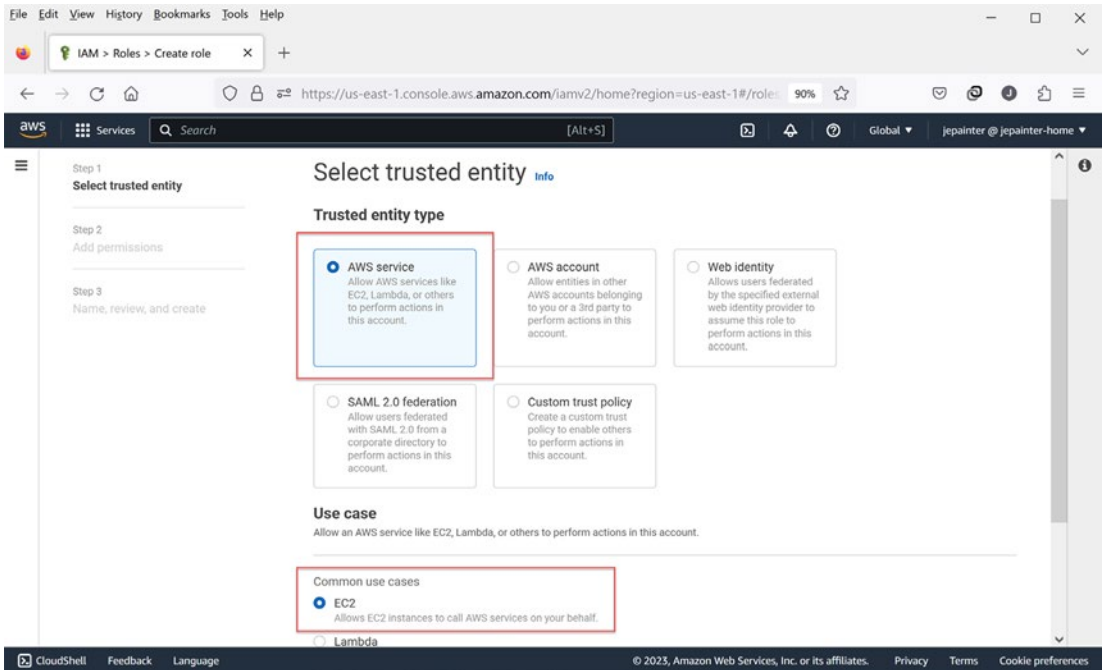 File Edit View History Bookmarks Tools Help
IAM > Roles > Create role
https://us-east-1.console.aws.amazon.com/iamv2/home?region=us-east-1#/roles 90%
aws Services Search [Alt+S] Global jepainter @ jepainter-home
Step 1
Select trusted entity
Step 2
Add permissions
Step 3
Name, review, and create
Select trusted entity Info
Trusted entity type
AWS service
Allow AWS services like
EC2, Lambda, or others
to perform actions in
this account.
AWS account
Allow entities in other
AWS accounts belonging
to you or a 3rd party to
perform actions in this
account.
Web identity
Allows users federated
by the specified external
web identity provider to
assume this role to
perform actions in this
account.
SAML 2.0 federation
Allow users federated
with SAML 2.0 from a
corporate directory to
perform actions in this
account.
Custom trust policy
Create a custom trust
policy to enable others
to perform actions in
this account.
Use case
Allow an AWS service like EC2, Lambda, or others to perform actions in this account.
Common use cases
EC2
Allows EC2 instances to call AWS services on your behalf.
Lambda
CloudShell Feedback Language © 2023, Amazon Web Services, Inc. or its affiliates. Privacy Terms Cookie preferences